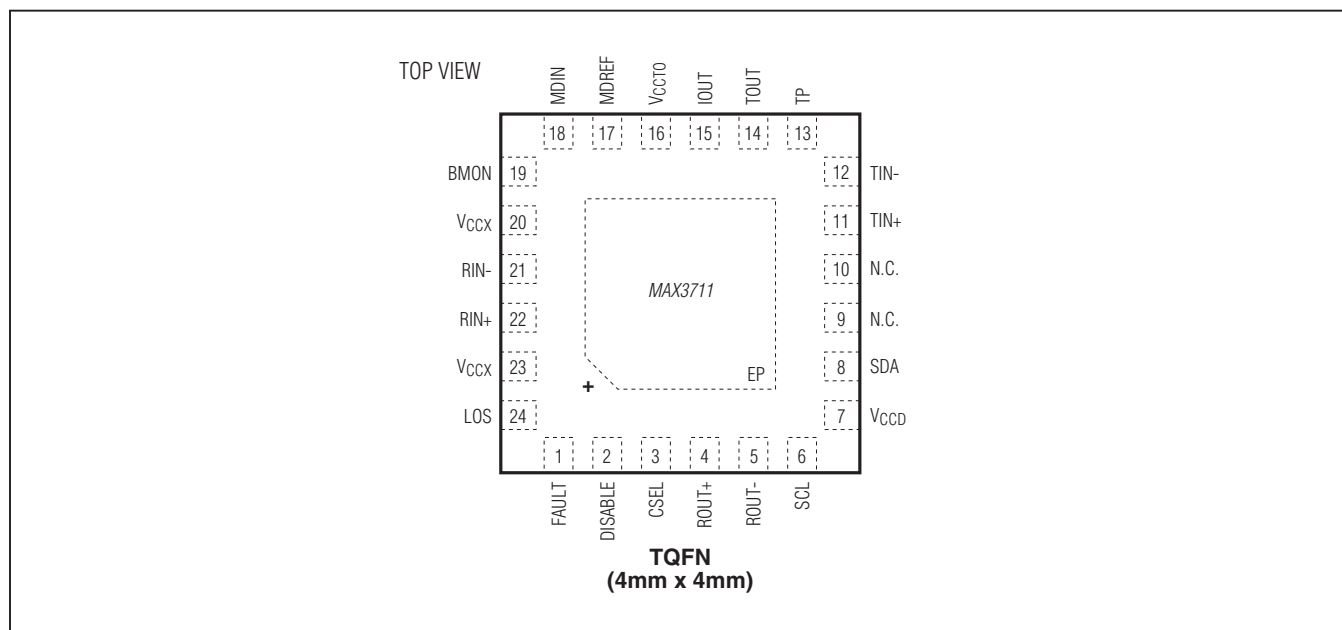 TOP VIEW
MDIN
MDREF
VCCTO
IOUT
TOUT
TP
18 17 16 15 14 13
BMON 19 12 TIN-
VCCX 20 11 TIN+
RIN- 21 10 N.C.
MAX3711
RIN+ 22 9 N.C.
VCCX 23 8 SDA
EP
+
LOS 24 7 VCCD
1 2 3 4 5 6
FAULT
DISABLE
CSEL
ROUT+
ROUT-
SCL
TQFN
(4mm x 4mm)